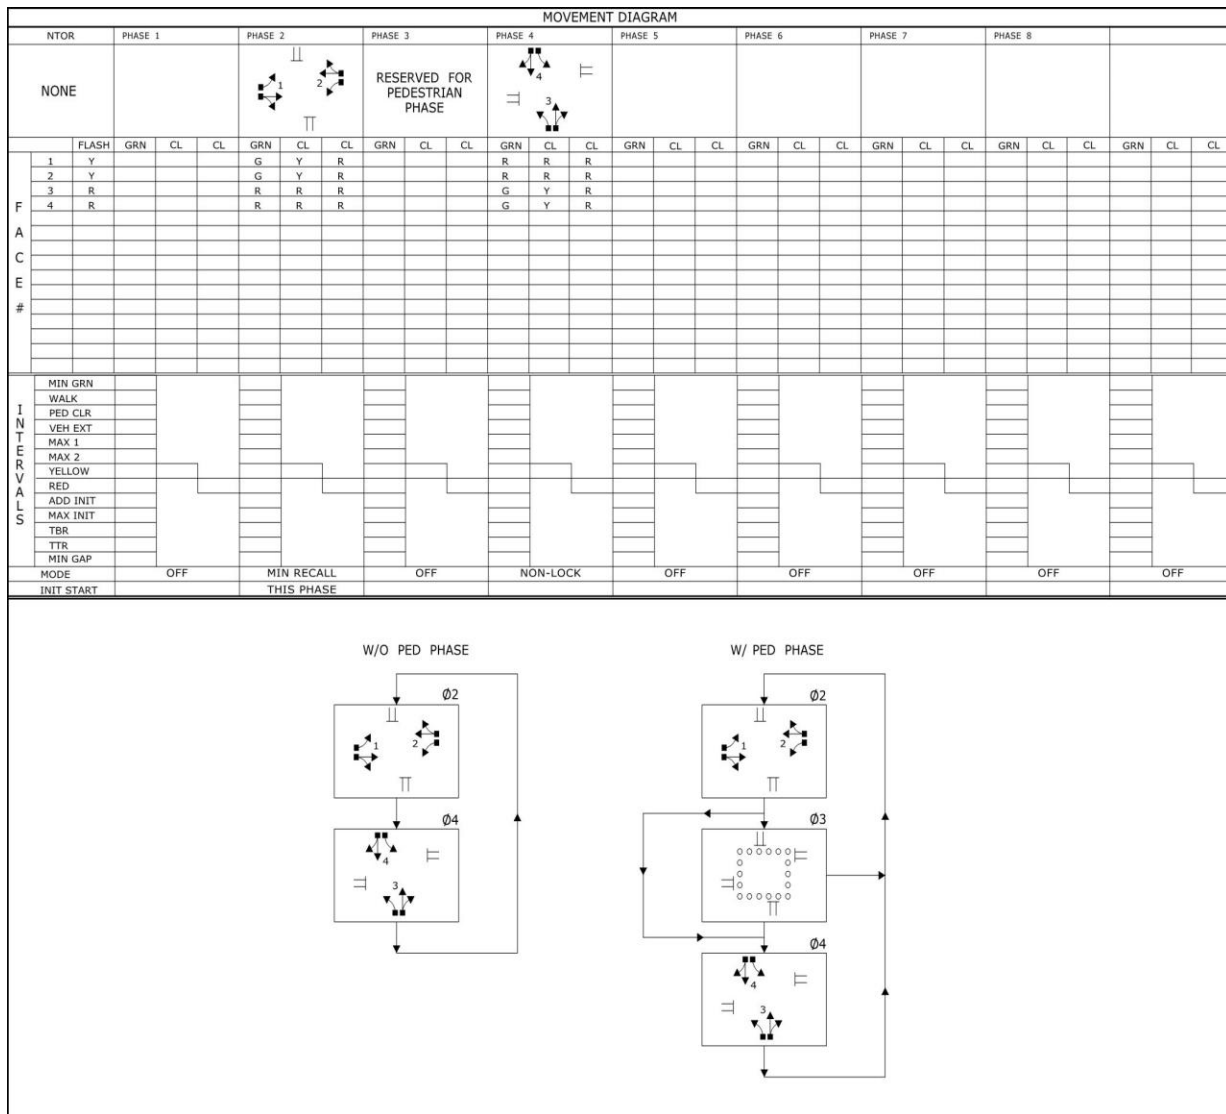 MOVEMENT DIAGRAM
NTOR PHASE 1 PHASE 2 PHASE 3 PHASE 4 PHASE 5 PHASE 6 PHASE 7 PHASE 8
NONE 1 2 RESERVED FOR PEDESTRIAN PHASE 4 3
FLASH GRN CL CL GRN CL CL GRN CL CL GRN CL CL GRN CL CL GRN CL CL GRN CL CL GRN CL CL GRN CL CL
FACE #
1 Y G Y R R R R
2 Y G Y R R R R
3 R R R R G Y R
4 R R R R G Y R
INTERVALS
MIN GRN
WALK
PED CLR
VEH EXT
MAX 1
MAX 2
YELLOW
RED
ADD INIT
MAX INIT
TBR
TTR
MIN GAP
MODE OFF MIN RECALL OFF NON-LOCK OFF OFF OFF OFF OFF
INIT START THIS PHASE
W/O PED PHASE
Ø2
1 2
Ø4
4
3
W/ PED PHASE
Ø2
1 2
Ø3
Ø4
4
3